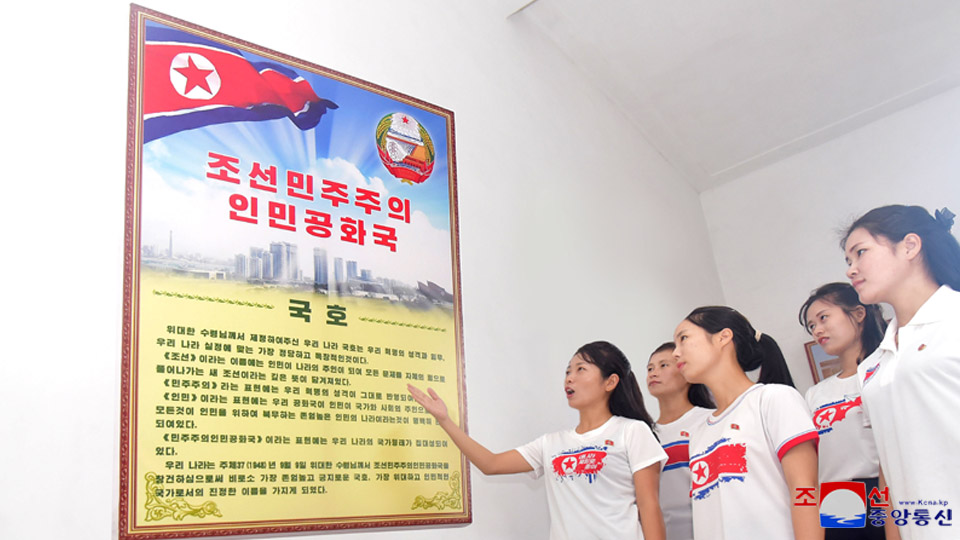 조선민주주의
인민공화국
국호
위대한 수령님께서 제정하여주신 우리 나라 국호는 우리 혁명의 성격과 임무,
우리 나라 실정에 맞는 가장 정당하고 독창적인것이다.
《조선》이라는 이름에는 인민이 나라의 주인이 되여 모든 문제를 자체의 힘으로
풀어나가는 새 조선이라는 깊은 뜻이 담겨져있다.
《민주주의》라는 표현에는 우리 혁명의 성격이 그대로
《인민》이라는 표현에는 우리 공화국이 인민이 국가와 사회의
모든것이 인민을 위하여 복무하는 존엄높은 인민의 나라이라는것이
되여있다.
《민주주의인민공화국》이라는 표현에는 우리 나라의 국가형태가 집대성되여
있다.
우리 나라는 주체37(1948)년 9월 9일 위대한 수령님께서 조선민주주의인민공화국을
창건하심으로써 비로소 가장 존엄높고 긍지로운 국호, 가장 위대하고 인민적인
국가로서의 진정한 이름을 가지게 되였다.
조선
www.Kcna.kp
중앙통신